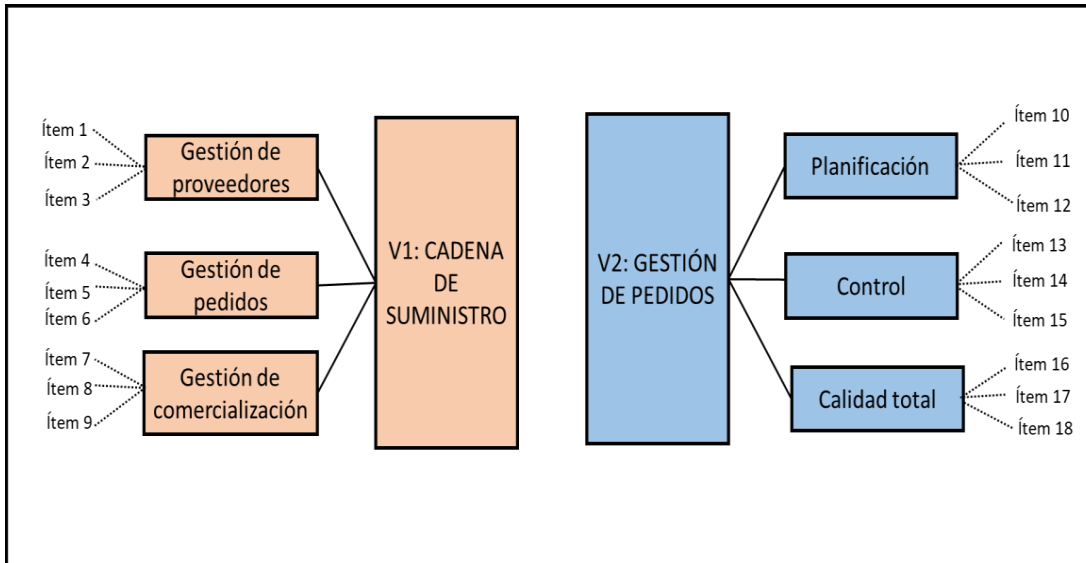 Ítem 1
Ítem 2
Ítem 3
Gestión de
proveedores
Ítem 4
Ítem 5
Ítem 6
Gestión de
pedidos
Ítem 7
Ítem 8
Ítem 9
Gestión de
comercialización
V1: CADENA
DE
SUMINISTRO
V2: GESTIÓN
DE PEDIDOS
Planificación
Ítem 10
Ítem 11
Ítem 12
Control
Ítem 13
Ítem 14
Ítem 15
Calidad total
Ítem 16
Ítem 17
Ítem 18